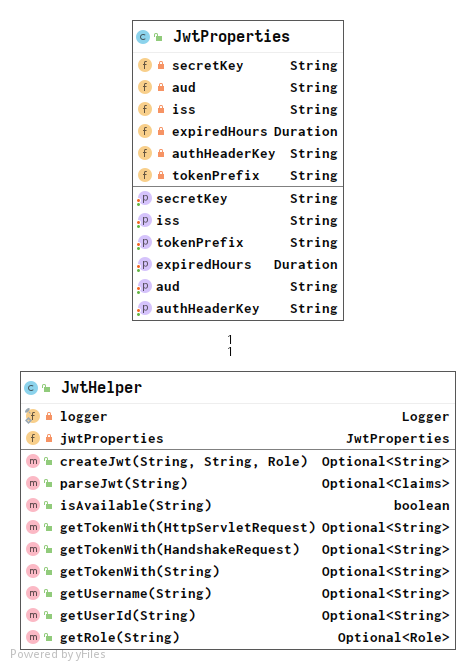 JwtProperties
secretKey String
aud String
iss String
expiredHours Duration
authHeaderKey String
tokenPrefix String
secretKey String
iss String
tokenPrefix String
expiredHours Duration
aud String
authHeaderKey String
1
1
JwtHelper
logger Logger
jwtProperties JwtProperties
createJwt(String, String, Role) Optional<String>
parseJwt(String) Optional<Claims>
isAvailable(String) boolean
getTokenWith(HttpServletRequest) Optional<String>
getTokenWith(HandshakeRequest) Optional<String>
getTokenWith(String) Optional<String>
getUsername(String) Optional<String>
getUserId(String) Optional<String>
getRole(String) Optional<Role>
Powered by yFiles